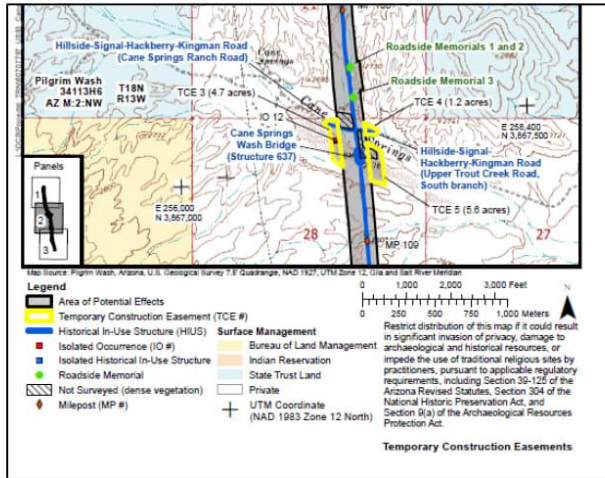 Hillside-Signal-Hackberry-Kingman Road
(Cane Springs Ranch Road)
Cane
Springs
Roadside Memorials 1 and 2
Pilgrim Wash
34113H6
AZ M:2:NW
T18N
R13W
TCE 3 (4.7 acres)
Roadside Memorial 3
IO 12
TCE 4 (1.2 acres)
E 258,400
N 3,867,500
Cane
Springs
Cane Springs
Wash Bridge
(Structure 637)
Hillside-Signal-
Hackberry-Kingman Road
(Upper Trout Creek Road,
South branch)
Panels
1
2
3
E 256,000
N 3,867,000
TCE 5 (5.6 acres)
28
27
MP 109
Map Source: Pilgrim Wash, Arizona, U.S. Geological Survey 7.5' Quadrangle, NAD 1927, UTM Zone 12, Gila and Salt River Meridian
Legend
Area of Potential Effects
Temporary Construction Easement (TCE #)
Historical In-Use Structure (HIUS)
Isolated Occurrence (IO #)
Isolated Historical In-Use Structure
Roadside Memorial
Not Surveyed (dense vegetation)
Milepost (MP #)
Surface Management
Bureau of Land Management
Indian Reservation
State Trust Land
Private
UTM Coordinate
(NAD 1983 Zone 12 North)
0 1,000 2,000 3,000 Feet
0 250 500 1,000 Meters
N
Restrict distribution of this map if it could result
in significant invasion of privacy, damage to
archaeological and historical resources, or
impede the use of traditional religious sites by
practitioners, pursuant to applicable regulatory
requirements, including Section 39-125 of the
Arizona Revised Statutes, Section 304 of the
National Historic Preservation Act, and
Section 9(a) of the Archaeological Resources
Protection Act.
Temporary Construction Easements